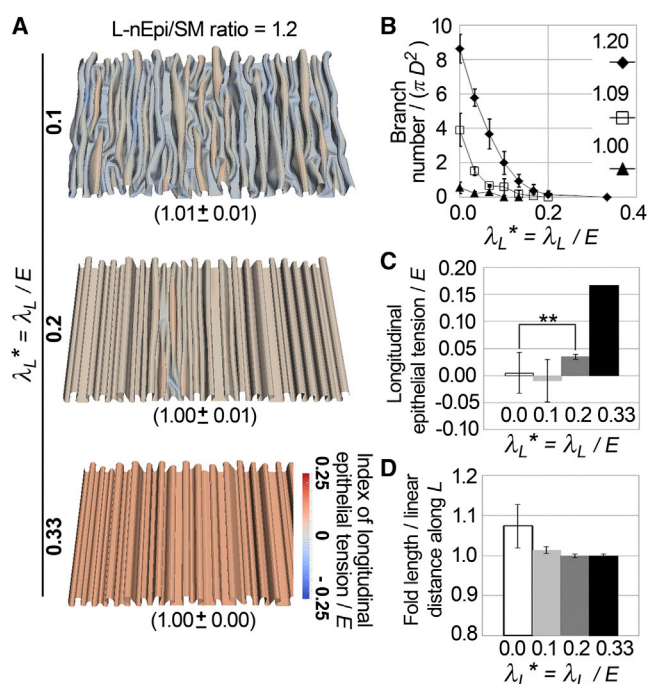 A
L-nEpi/SM ratio = 1.2
λL* = λL / E
0.1
(1.01 ± 0.01)
0.2
(1.00 ± 0.01)
0.33
(1.00 ± 0.00)
Index of longitudinal
epithelial tension / E
0.25
0
- 0.25
B
Branch
number / (π D²)
10
8
6
4
2
0
1.20
1.09
1.00
0.0
0.2
0.4
λL* = λL / E
C
Longitudinal
epithelial tension / E
0.20
0.15
0.10
0.05
0.00
-0.05
-0.10
**
0.0 0.1 0.2 0.33
λL* = λL / E
D
Fold length / linear
distance along L
1.2
1.1
1.0
0.9
0.8
0.0 0.1 0.2 0.33
λL* = λL / E